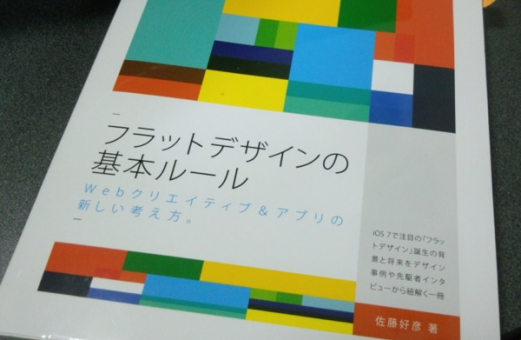 フラットデザインの
基本ルール
Webクリエイティブ&アプリの
新しい考え方。
iOS 7で注目の「フラッ
トデザイン」誕生の背
景と将来をデザイン
事例や先駆者インタ
ビューから紐解く一冊
佐藤好彦 著